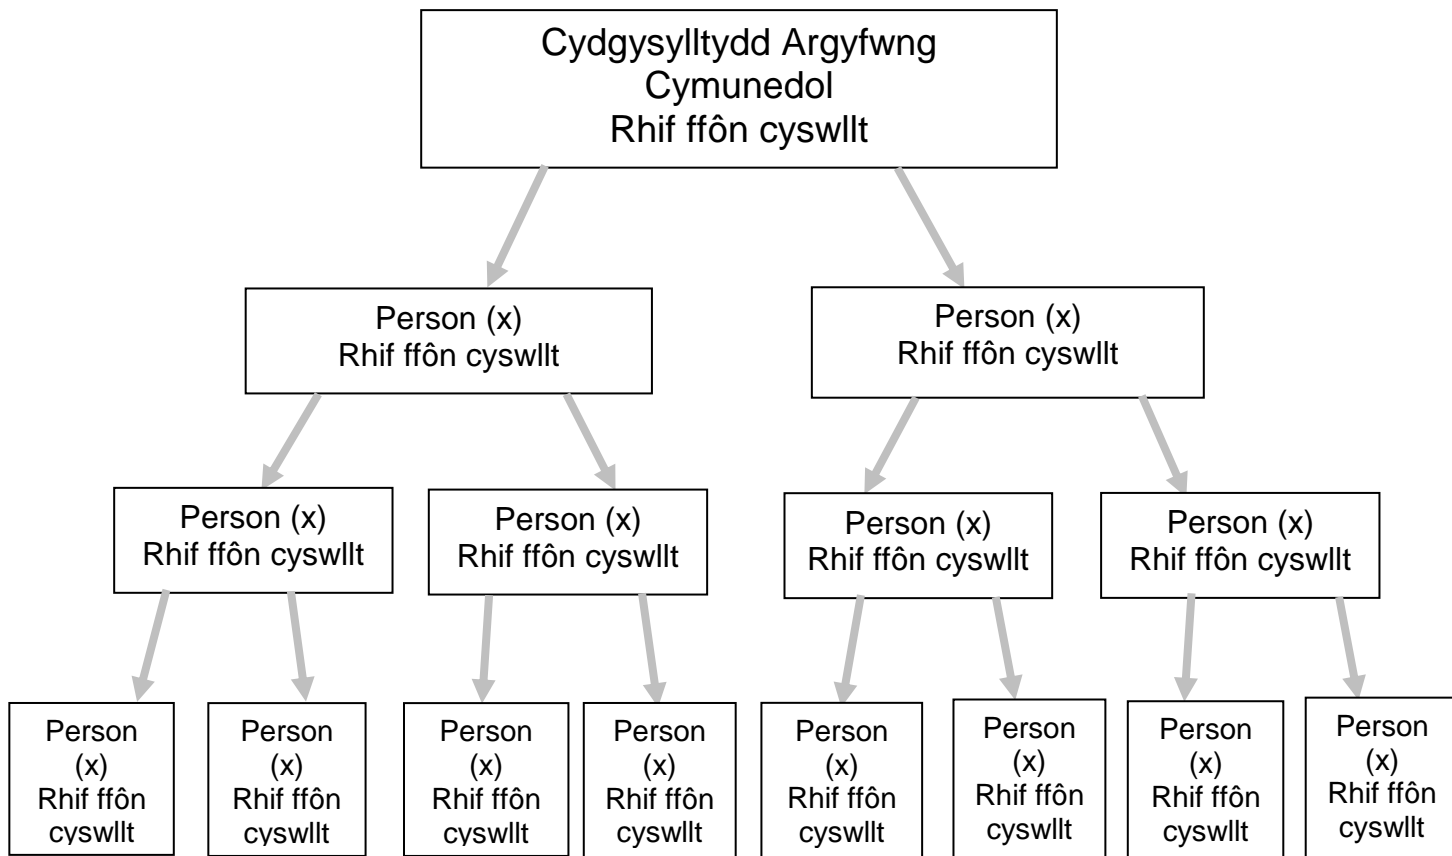 Cydgysylltydd Argyfwng
Cymunedol
Rhif ffôn cyswllt
Person (x)
Rhif ffôn cyswllt
Person (x)
Rhif ffôn cyswllt
Person (x)
Rhif ffôn cyswllt
Person (x)
Rhif ffôn cyswllt
Person (x)
Rhif ffôn cyswllt
Person (x)
Rhif ffôn cyswllt
Person
(x)
Rhif ffôn
cyswllt
Person
(x)
Rhif ffôn
cyswllt
Person
(x)
Rhif ffôn
cyswllt
Person
(x)
Rhif ffôn
cyswllt
Person
(x)
Rhif ffôn
cyswllt
Person
(x)
Rhif ffôn
cyswllt
Person
(x)
Rhif ffôn
cyswllt
Person
(x)
Rhif ffôn
cyswllt